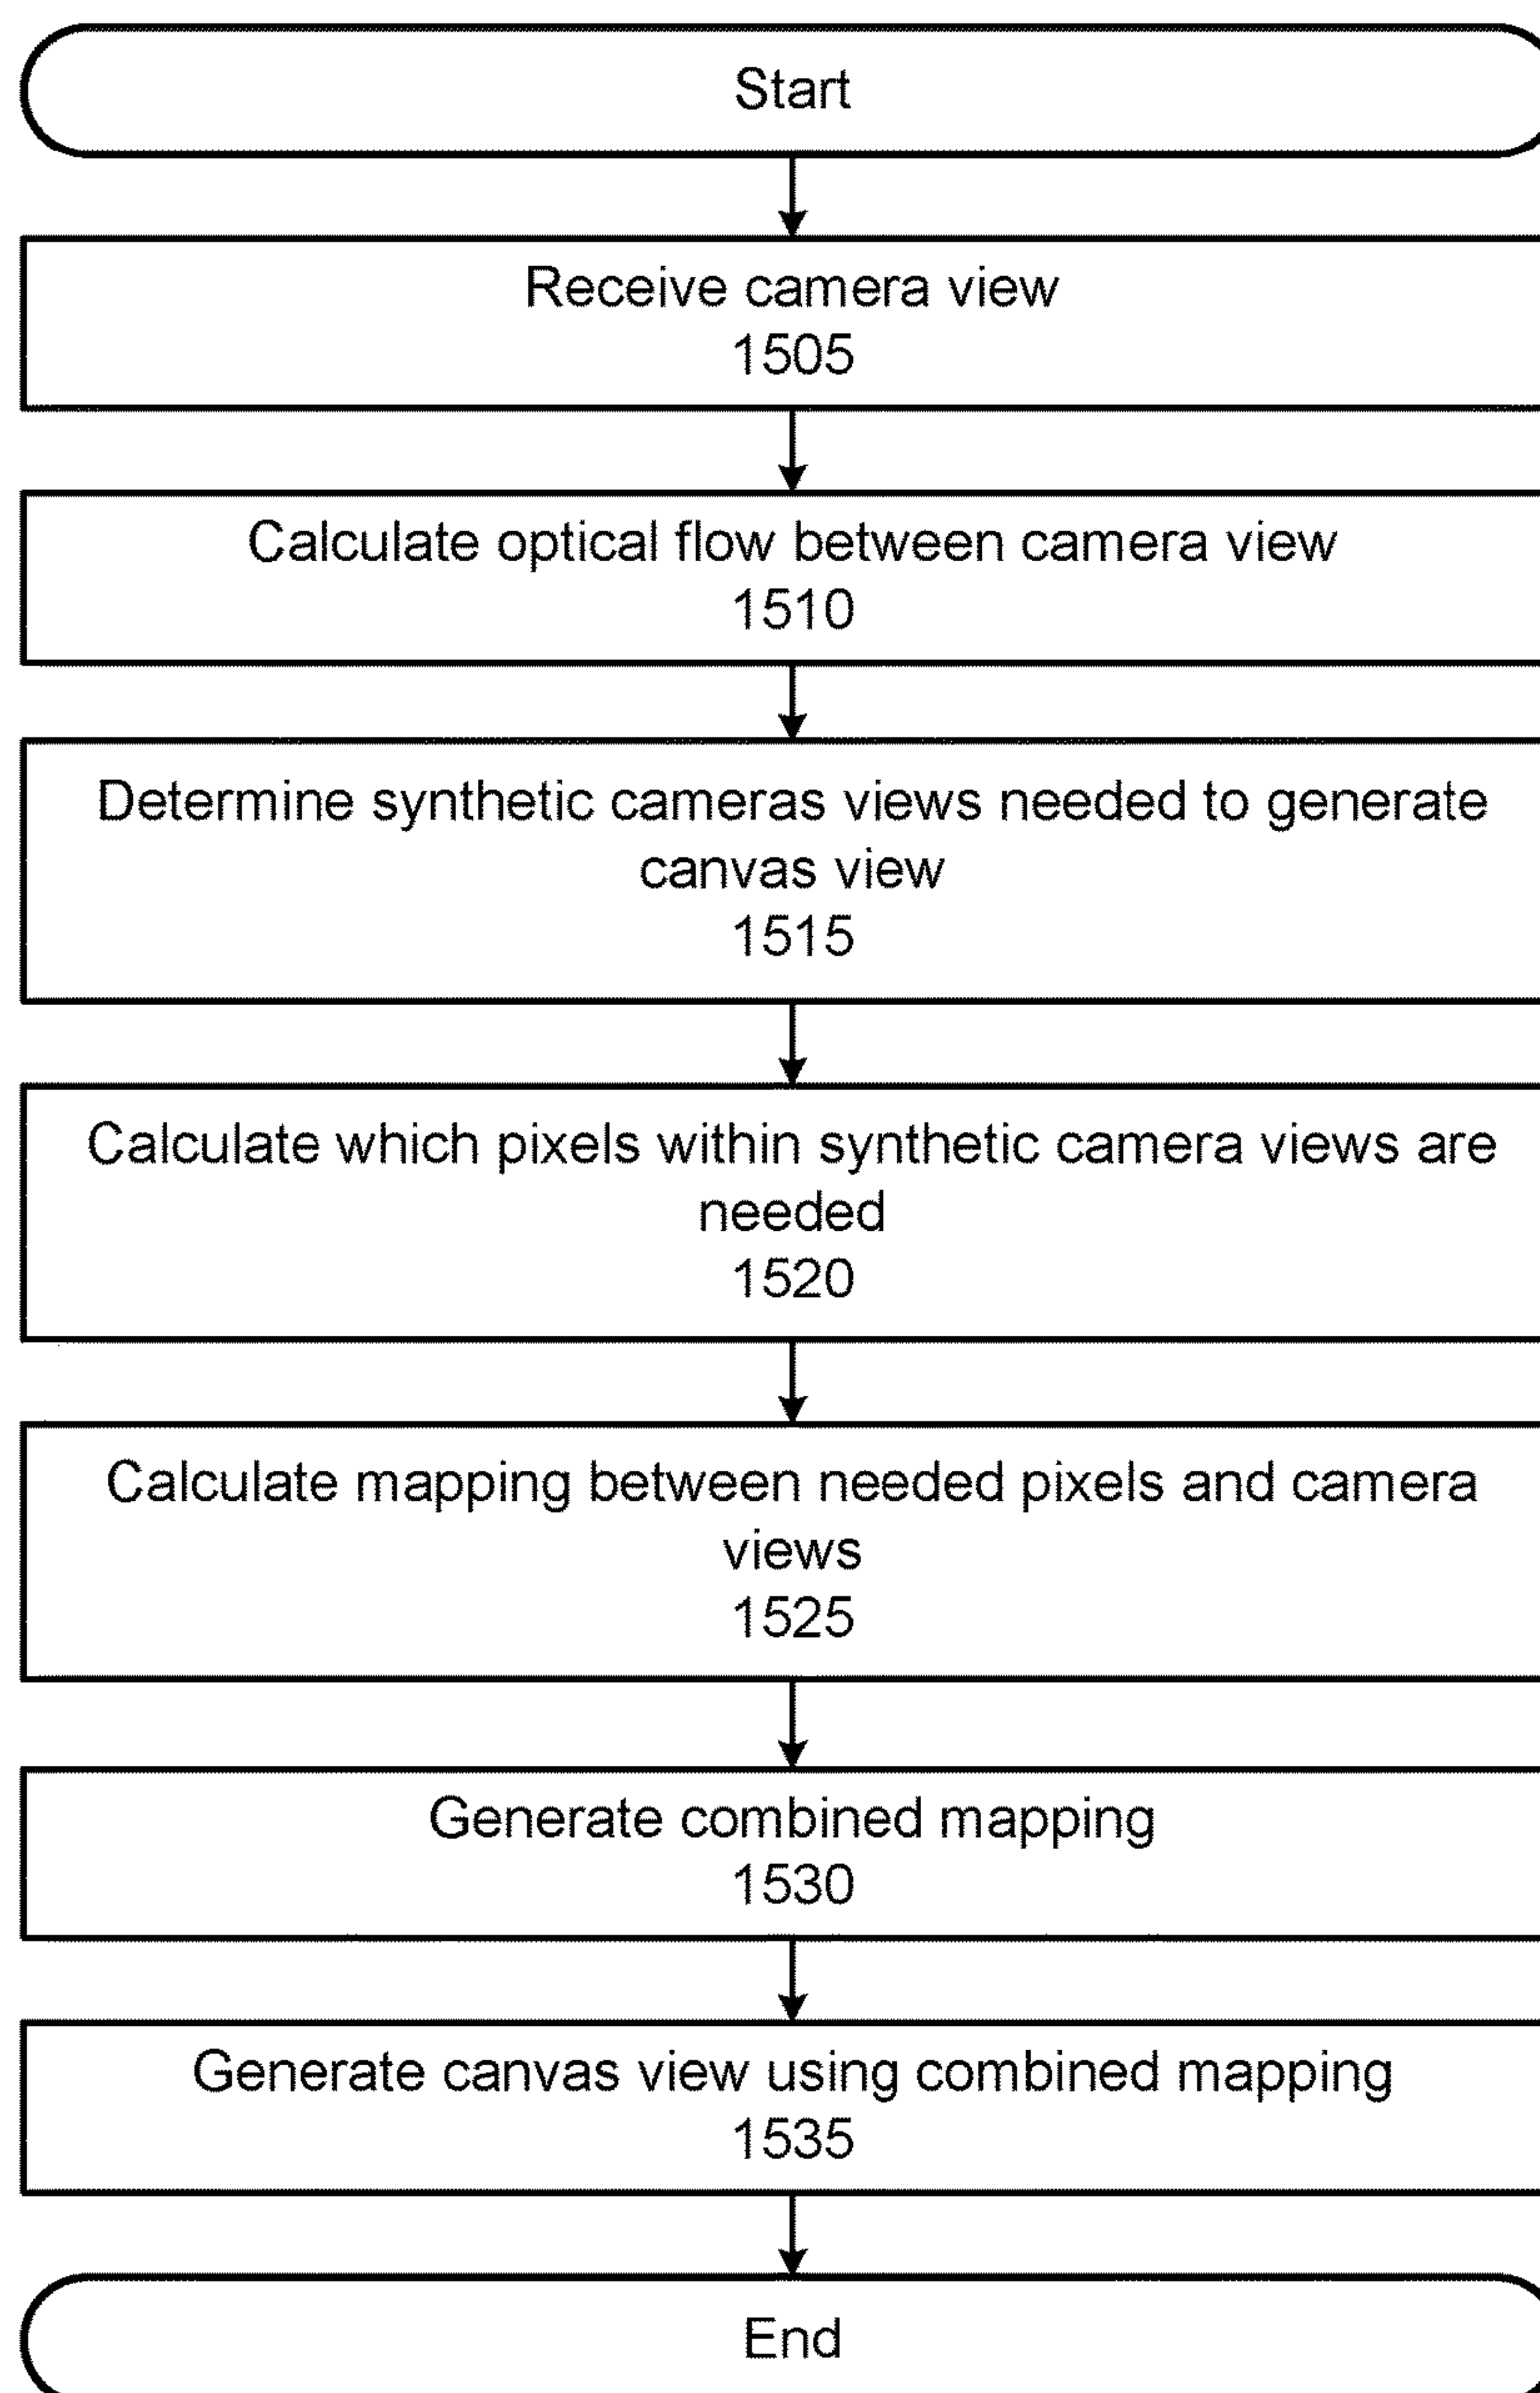 Start
Receive camera view
1505
Calculate optical flow between camera view
1510
Determine synthetic cameras views needed to generate
canvas view
1515
Calculate which pixels within synthetic camera views are
needed
1520
Calculate mapping between needed pixels and camera
views
1525
Generate combined mapping
1530
Generate canvas view using combined mapping
1535
End